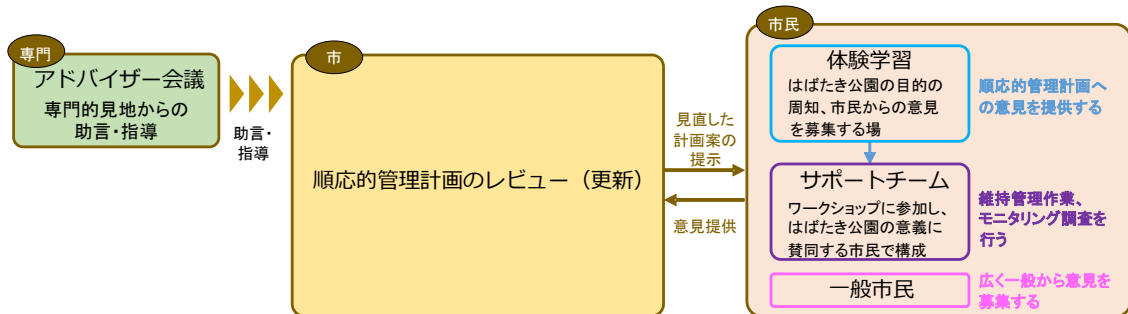 専門
アドバイザー会議
専門的見地からの
助言・指導
助言・
指導
市
順応的管理計画のレビュー（更新）
見直した
計画案の
提示
意見提供
市民
体験学習
はばたき公園の目的の
周知、市民からの意見
を募集する場
順応的管理計画へ
の意見を提供する
サポートチーム
ワークショップに参加し、
はばたき公園の意義に
賛同する市民で構成
維持管理作業、
モニタリング調査を
行う
一般市民
広く一般から意見を
募集する